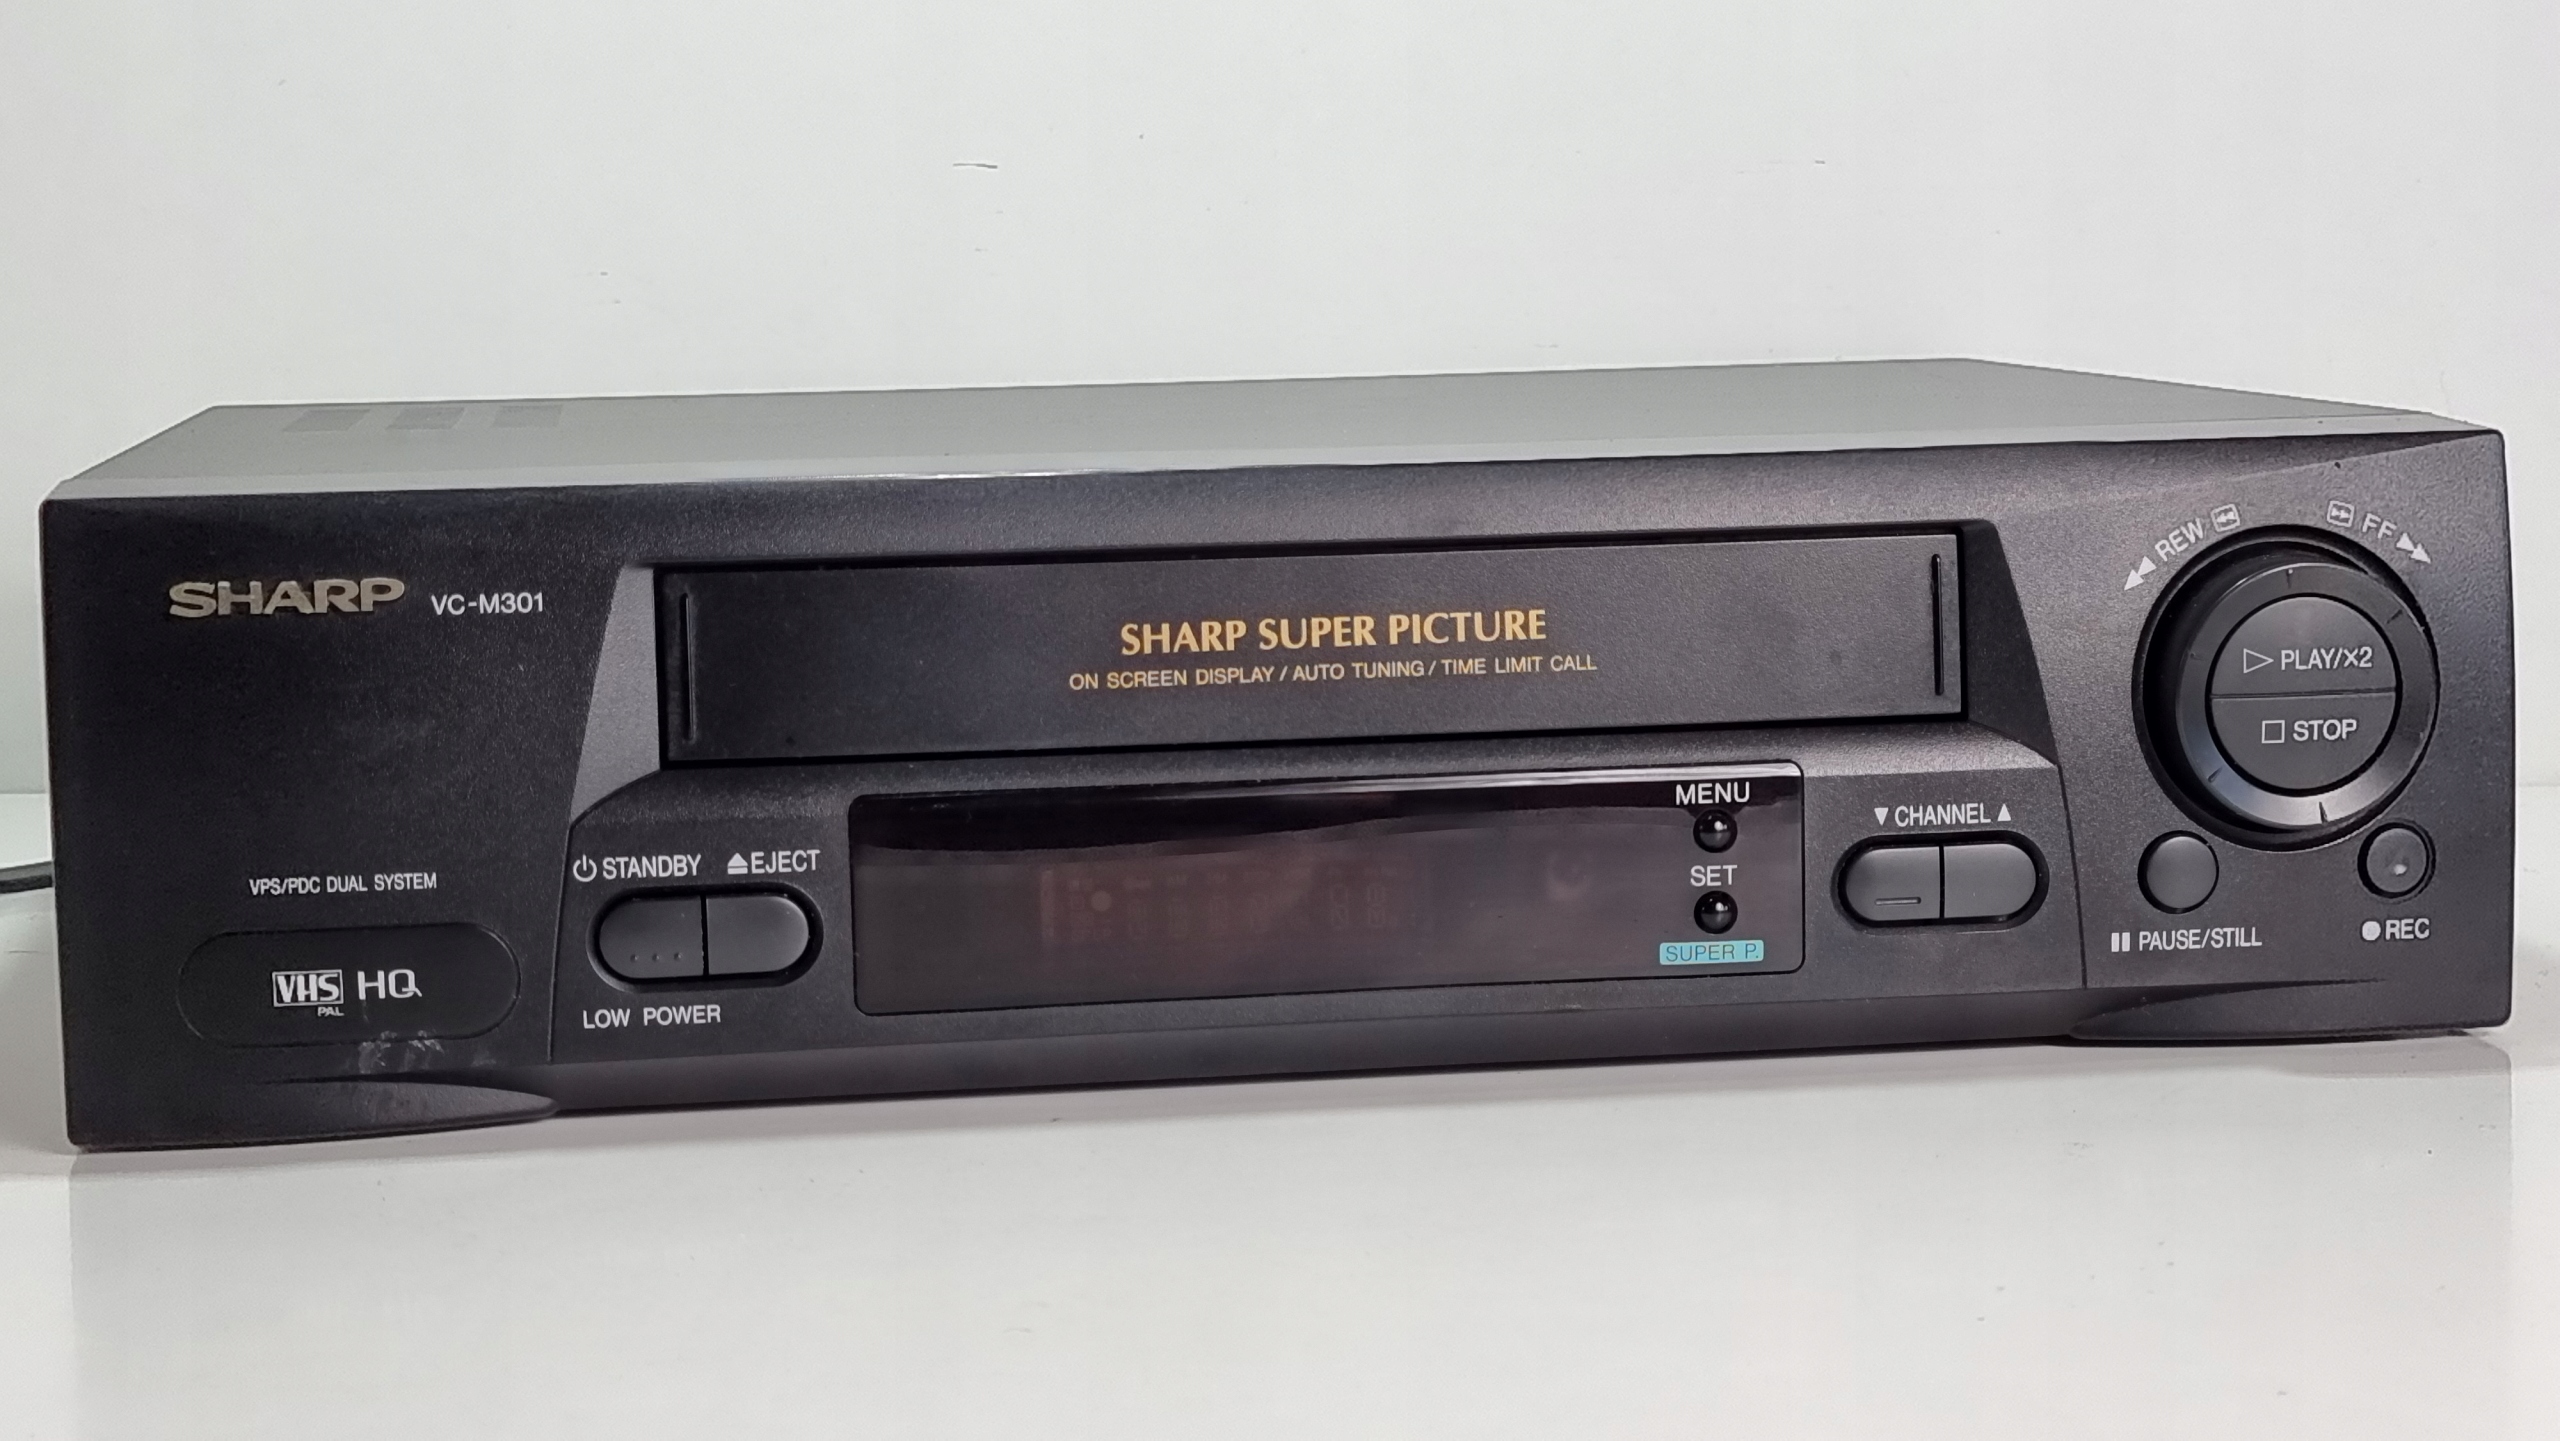 SHARP VC-M301
SHARP SUPER PICTURE
ON SCREEN DISPLAY / AUTO TUNING / TIME LIMIT CALL
◀◀ REW
FF ▶▶
▷ PLAY/X2
□ STOP
MENU
SET
SUPER P.
▼ CHANNEL ▲
⏻ STANDBY ⏏EJECT
LOW POWER
VPS/PDC DUAL SYSTEM
VHS HQ
PAL
⏸ PAUSE/STILL
●REC